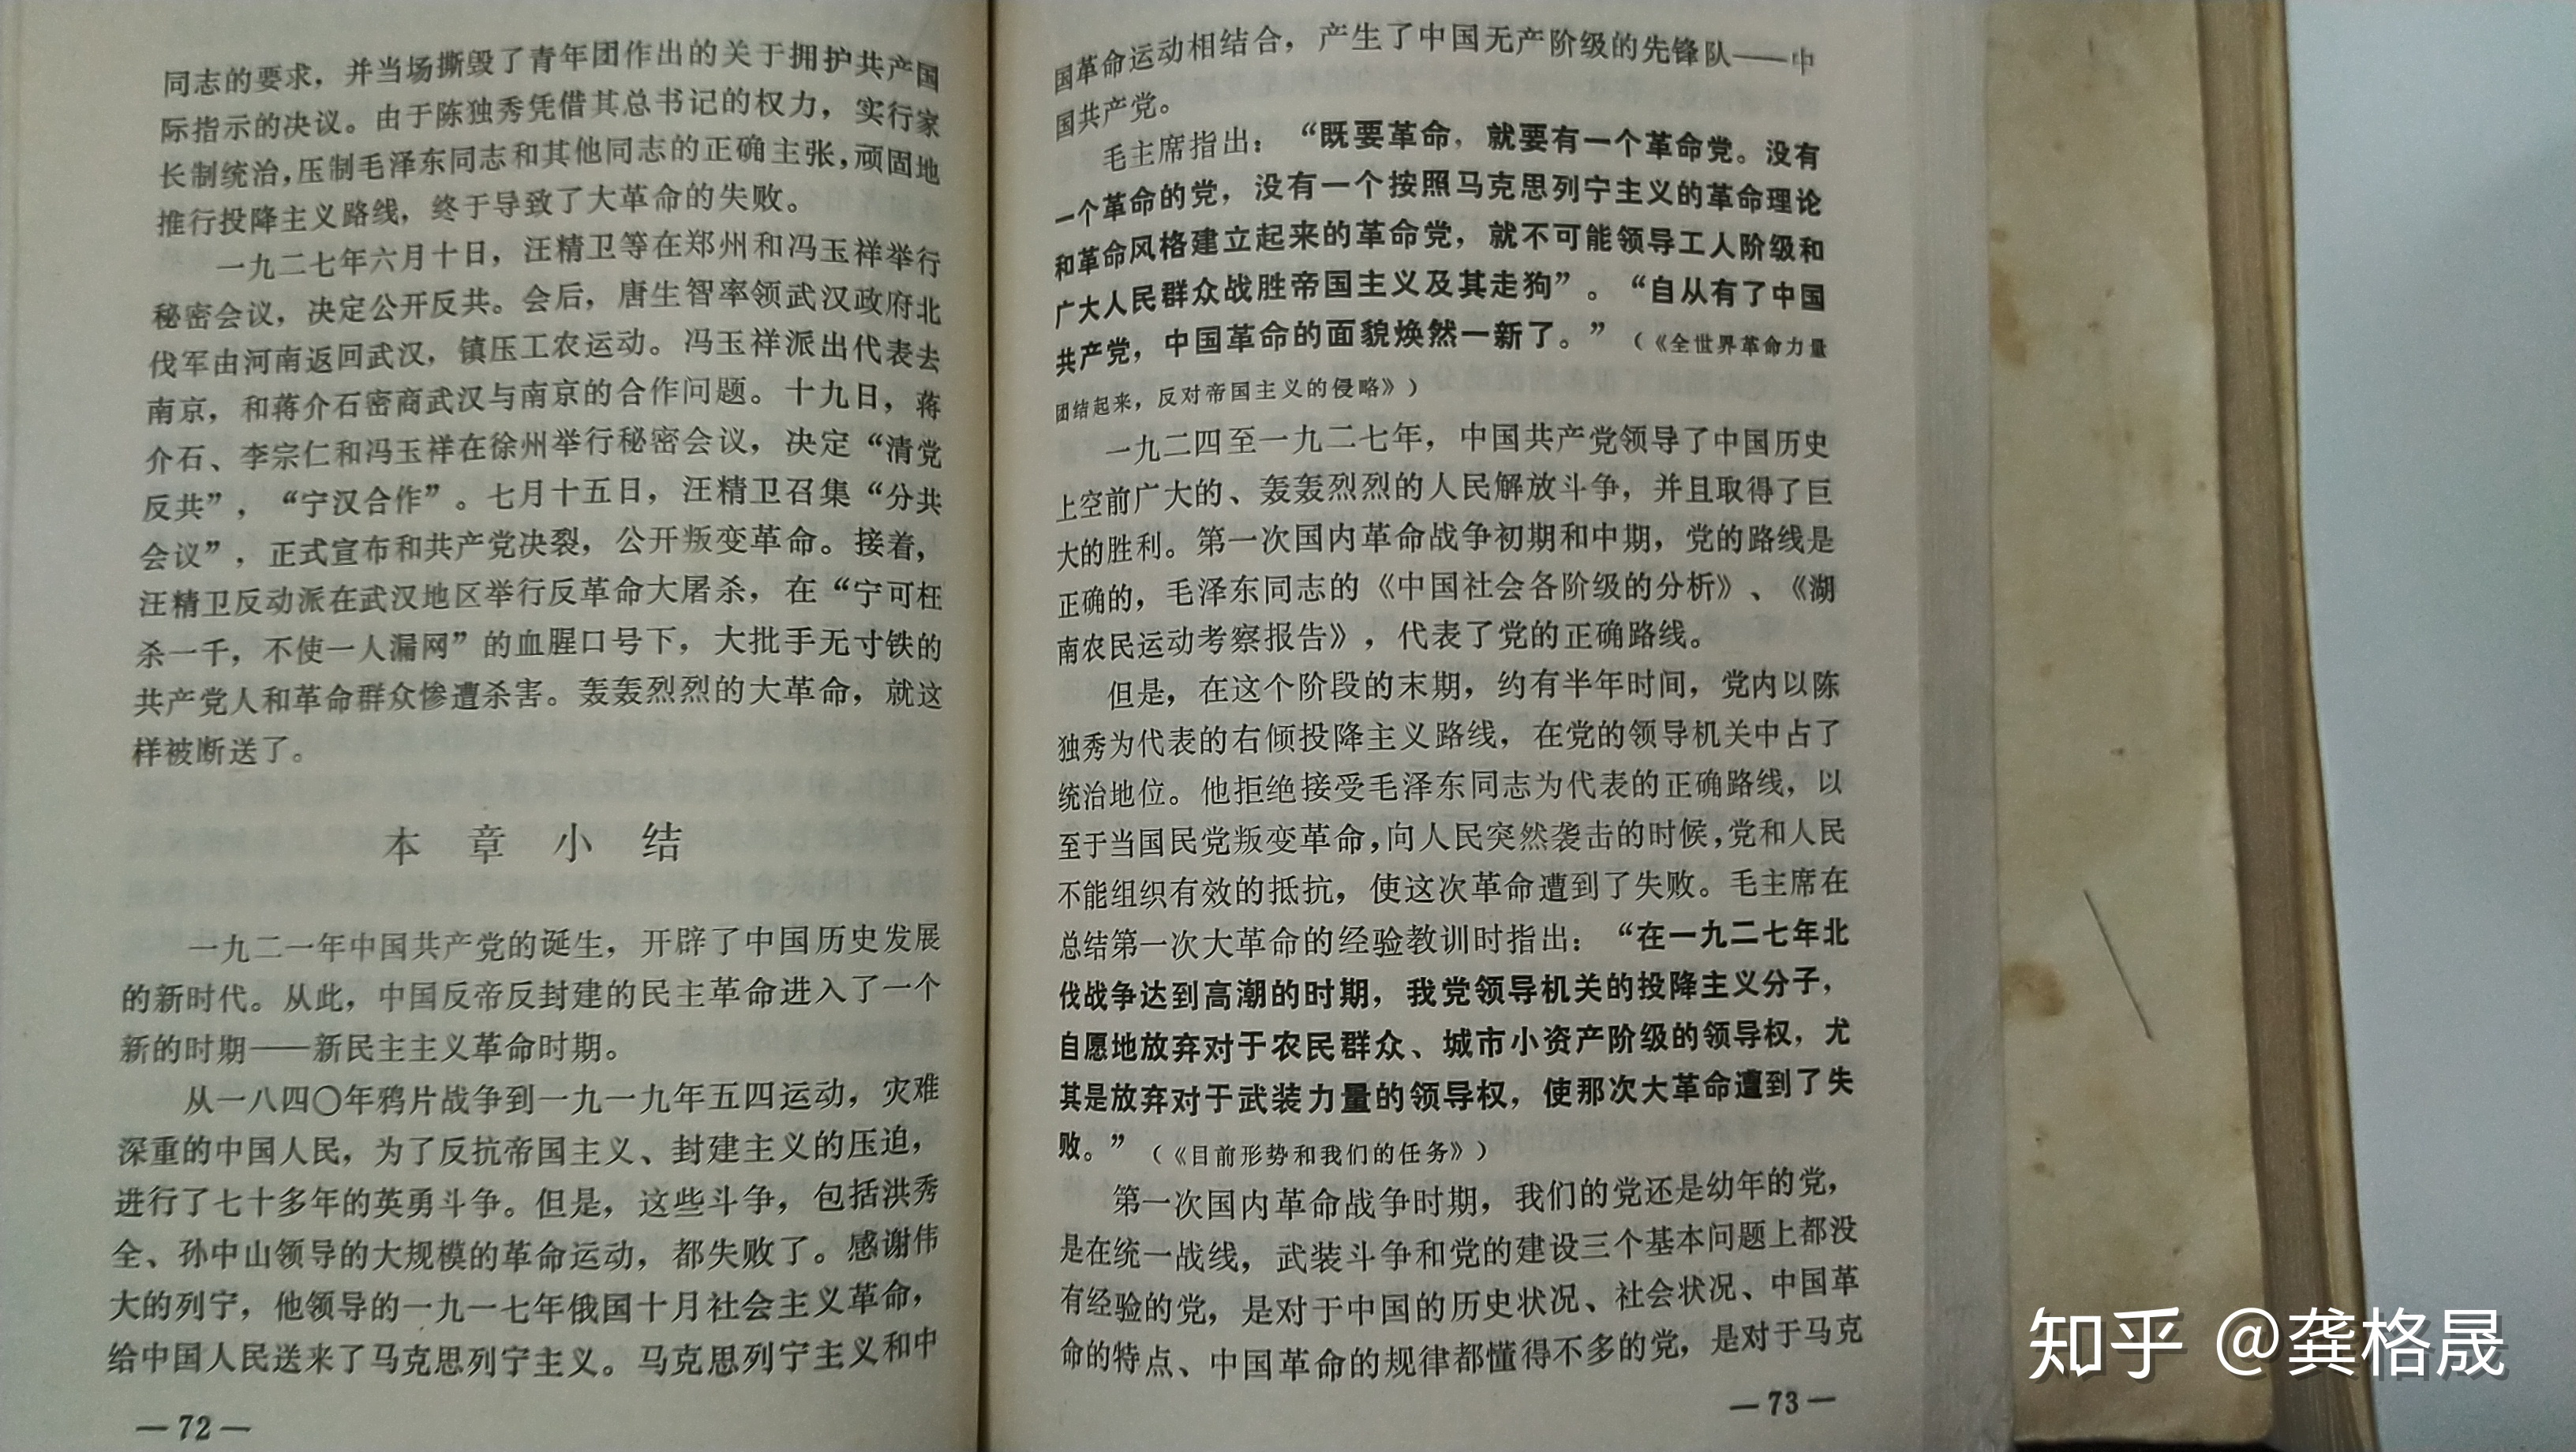 同志的要求，并当场撕毁了青年团作出的关于拥护共产国
际指示的决议。由于陈独秀凭借其总书记的权力，实行家
长制统治，压制毛泽东同志和其他同志的正确主张，顽固地
推行投降主义路线，终于导致了大革命的失败。
一九二七年六月十日，汪精卫等在郑州和冯玉祥举行
秘密会议，决定公开反共。会后，唐生智率领武汉政府北
伐军由河南返回武汉，镇压工农运动。冯玉祥派出代表去
南京，和蒋介石密商武汉与南京的合作问题。十九日，蒋
介石、李宗仁和冯玉祥在徐州举行秘密会议，决定“清党
反共”，“宁汉合作”。七月十五日，汪精卫召集“分共
会议”，正式宣布和共产党决裂，公开叛变革命。接着，
汪精卫反动派在武汉地区举行反革命大屠杀，在“宁可枉
杀一千，不使一人漏网”的血腥口号下，大批手无寸铁的
共产党人和革命群众惨遭杀害。轰轰烈烈的大革命，就这
样被断送了。
本章小结
一九二一年中国共产党的诞生，开辟了中国历史发展
的新时代。从此，中国反帝反封建的民主革命进入了一个
新的时期——新民主主义革命时期。
从一八四〇年鸦片战争到一九一九年五四运动，灾难
深重的中国人民，为了反抗帝国主义、封建主义的压迫，
进行了七十多年的英勇斗争。但是，这些斗争，包括洪秀
全、孙中山领导的大规模的革命运动，都失败了。感谢伟
大的列宁，他领导的一九一七年俄国十月社会主义革命，
给中国人民送来了马克思列宁主义。马克思列宁主义和中
—72—
国革命运动相结合，产生了中国无产阶级的先锋队——中
国共产党。
毛主席指出：“既要革命，就要有一个革命党。没有
一个革命的党，没有一个按照马克思列宁主义的革命理论
和革命风格建立起来的革命党，就不可能领导工人阶级和
广大人民群众战胜帝国主义及其走狗”。“自从有了中国
共产党，中国革命的面貌焕然一新了。”（《全世界革命力量
团结起来，反对帝国主义的侵略》）
一九二四至一九二七年，中国共产党领导了中国历史
上空前广大的、轰轰烈烈的人民解放斗争，并且取得了巨
大的胜利。第一次国内革命战争初期和中期，党的路线是
正确的，毛泽东同志的《中国社会各阶级的分析》、《湖
南农民运动考察报告》，代表了党的正确路线。
但是，在这个阶段的末期，约有半年时间，党内以陈
独秀为代表的右倾投降主义路线，在党的领导机关中占了
统治地位。他拒绝接受毛泽东同志为代表的正确路线，以
至于当国民党叛变革命，向人民突然袭击的时候，党和人民
不能组织有效的抵抗，使这次革命遭到了失败。毛主席在
总结第一次大革命的经验教训时指出：“在一九二七年北
伐战争达到高潮的时期，我党领导机关的投降主义分子，
自愿地放弃对于农民群众、城市小资产阶级的领导权，尤
其是放弃对于武装力量的领导权，使那次大革命遭到了失
败。”（《目前形势和我们的任务》）
第一次国内革命战争时期，我们的党还是幼年的党，
是在统一战线，武装斗争和党的建设三个基本问题上都没
有经验的党，是对于中国的历史状况、社会状况、中国革
命的特点、中国革命的规律都懂得不多的党，是对于马克
—73—
知乎 @龚格晟